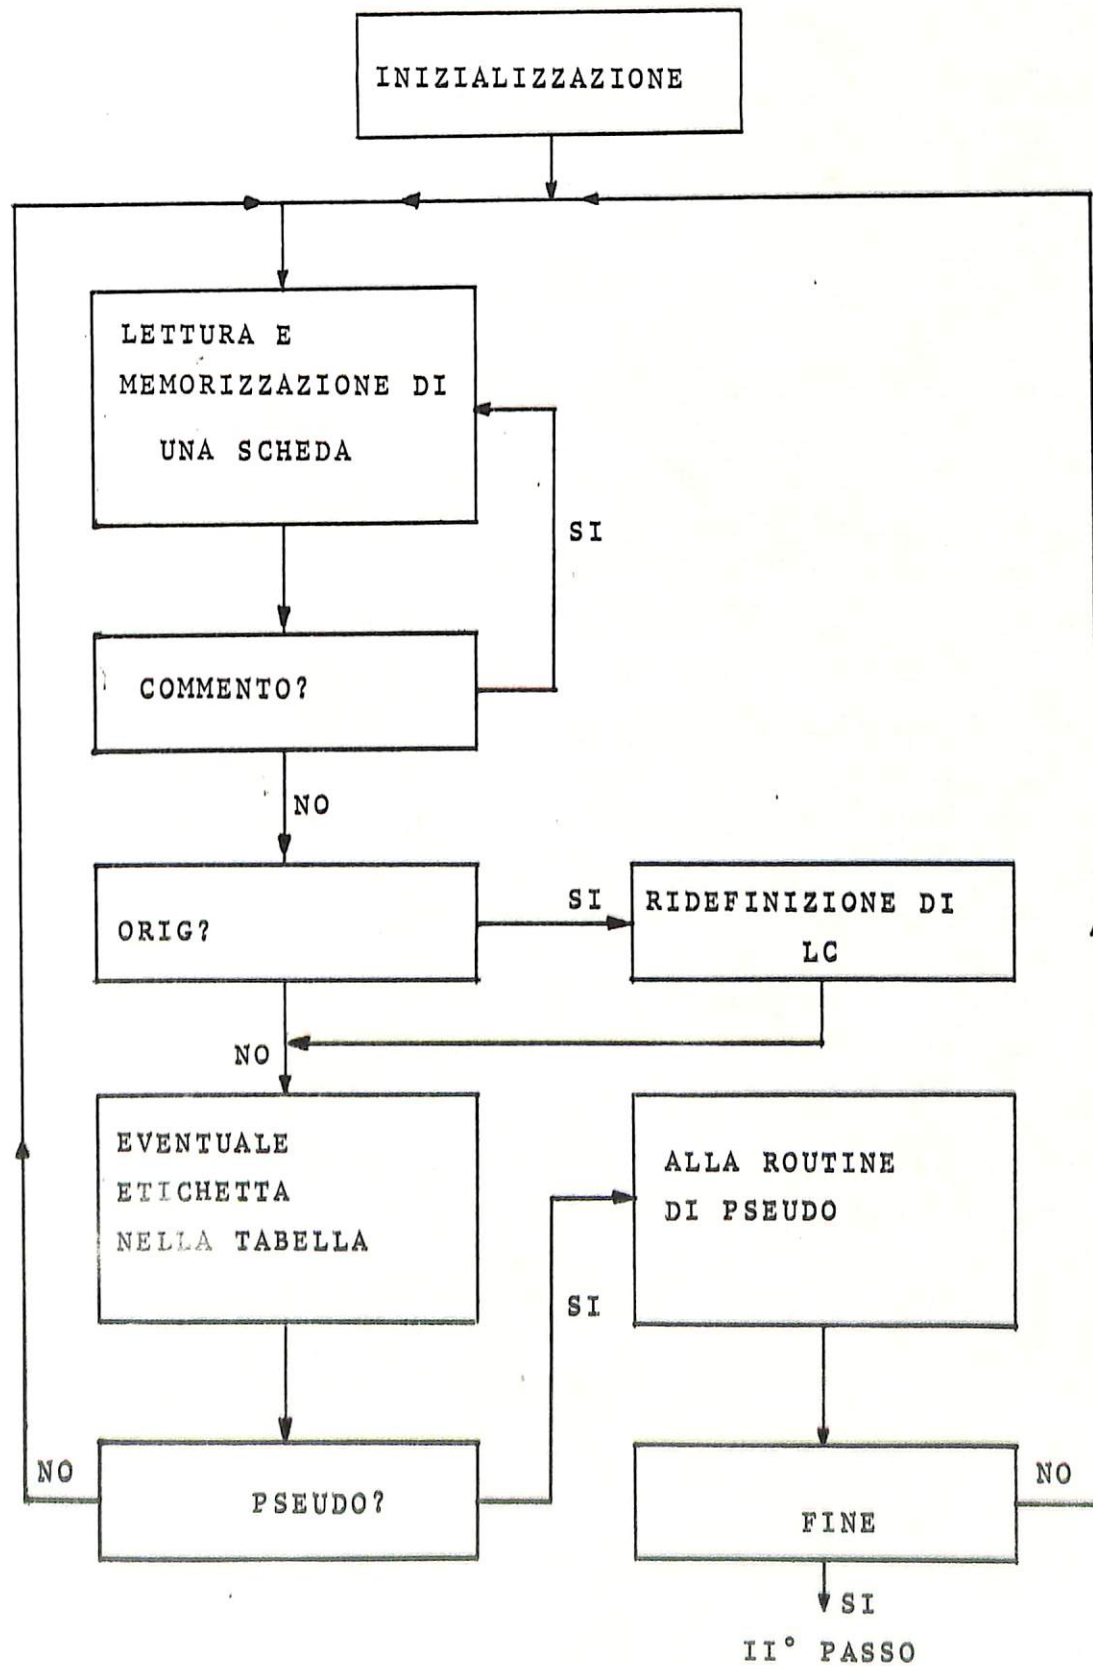 INIZIALIZZAZIONE
LETTURA E
MEMORIZZAZIONE DI
UNA SCHEDA
SI
COMMENTO?
NO
ORIG?
SI
RIDEFINIZIONE DI
LC
NO
EVENTUALE
ETICHETTA
NELLA TABELLA
ALLA ROUTINE
DI PSEUDO
SI
NO
PSEUDO?
FINE
NO
SI
II° PASSO